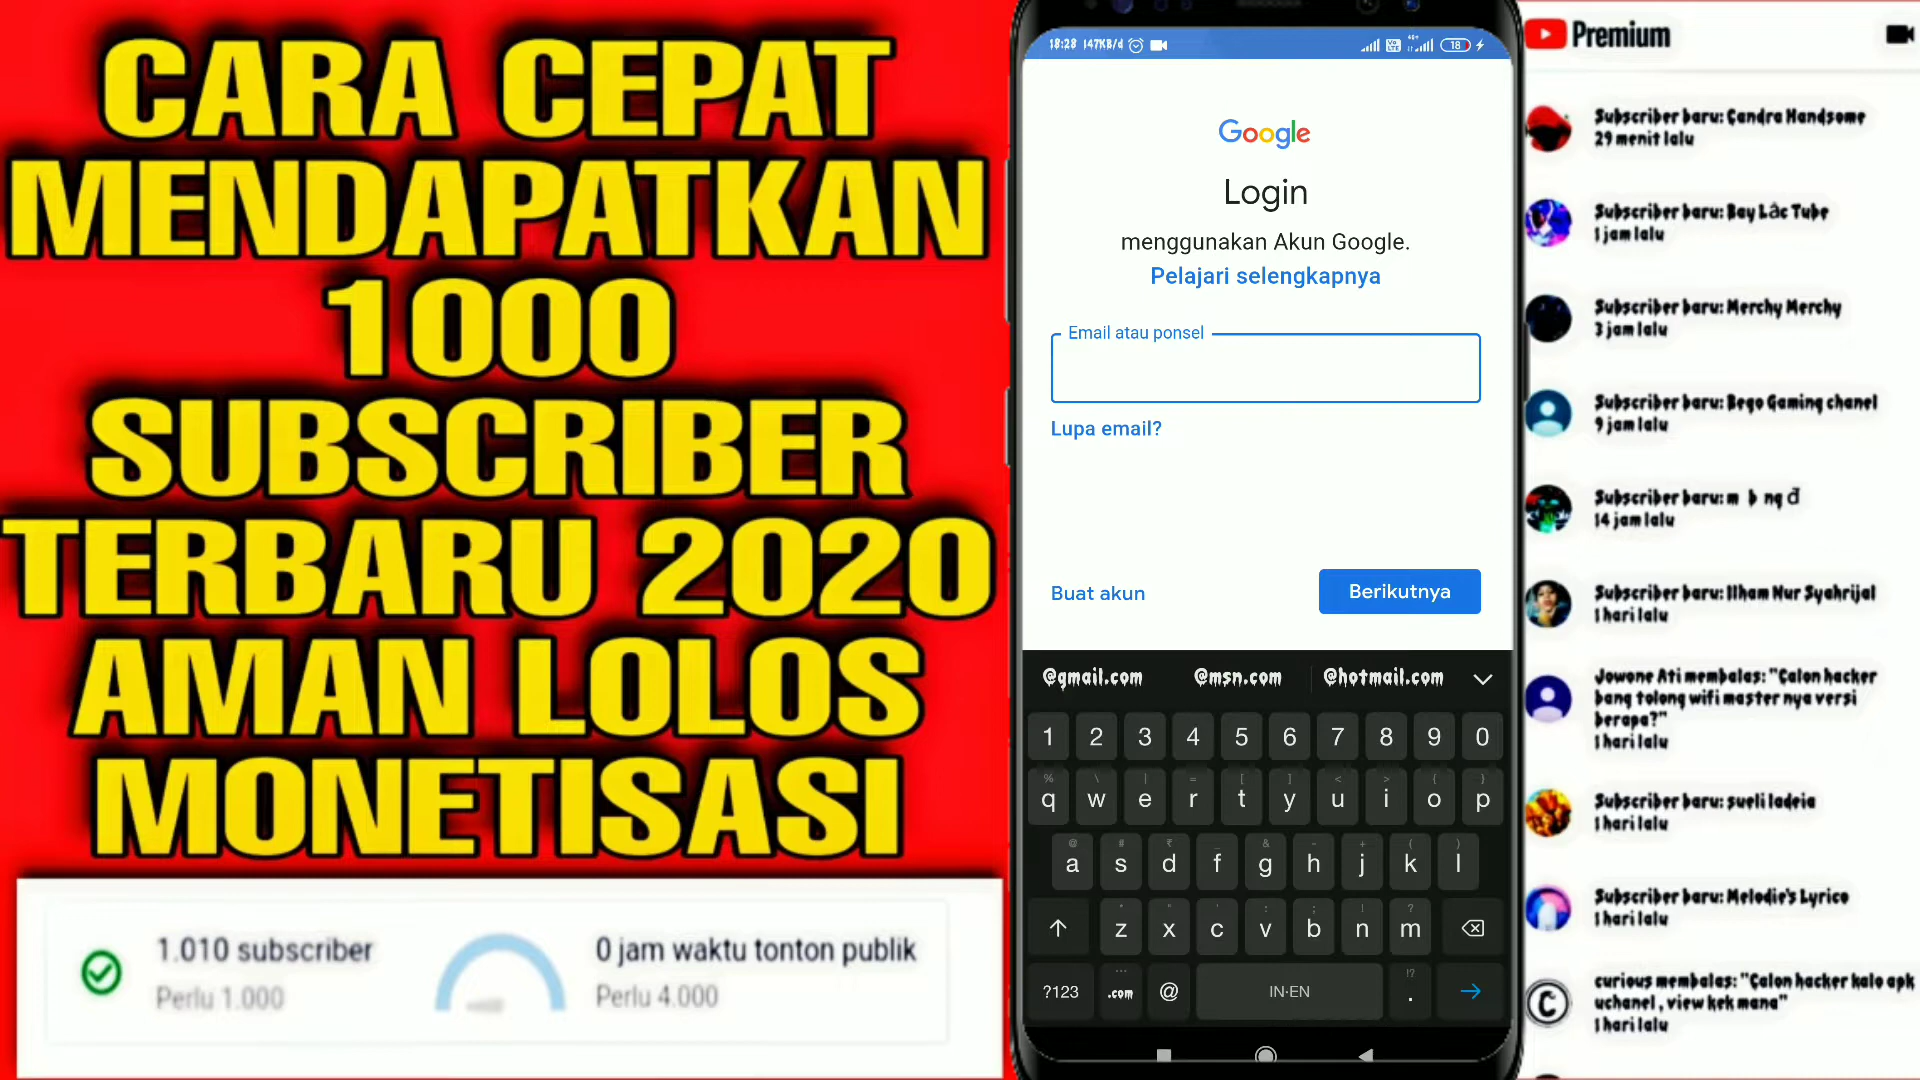 CARA CEPAT
MENDAPATKAN
1000
SUBSCRIBER
TERBARU 2020
AMAN LOLOS
MONETISASI
1.010 subscriber
Perlu 1.000
0 jam waktu tonton publik
Perlu 4.000
18:28 147KB/d
18
Google
Login
menggunakan Akun Google.
Pelajari selengkapnya
Email atau ponsel
Lupa email?
Buat akun
Berikutnya
@gmail.com @msn.com @hotmail.com
1 2 3 4 5 6 7 8 9 0
q w e r t y u i o p
a s d f g h j k l
z x c v b n m
?123 .com @ IN·EN .
Premium
Subscriber baru: Candra Handsome
29 menit lalu
Subscriber baru: Bay Lắc Tube
1 jam lalu
Subscriber baru: Merchy Merchy
3 jam lalu
Subscriber baru: Bego Gaming chanel
9 jam lalu
Subscriber baru: m b ng đ
14 jam lalu
Subscriber baru: Ilham Nur Syahrijal
1 hari lalu
Jowone Ati membalas: "Calon hacker
bang tolong wifi master nya versi
berapa?"
1 hari lalu
Subscriber baru: sueli ladeia
1 hari lalu
Subscriber baru: Melodie's Lyrico
1 hari lalu
C
curious membalas: "Calon hacker kalo apk
uchanel , view kek mana"
1 hari lalu